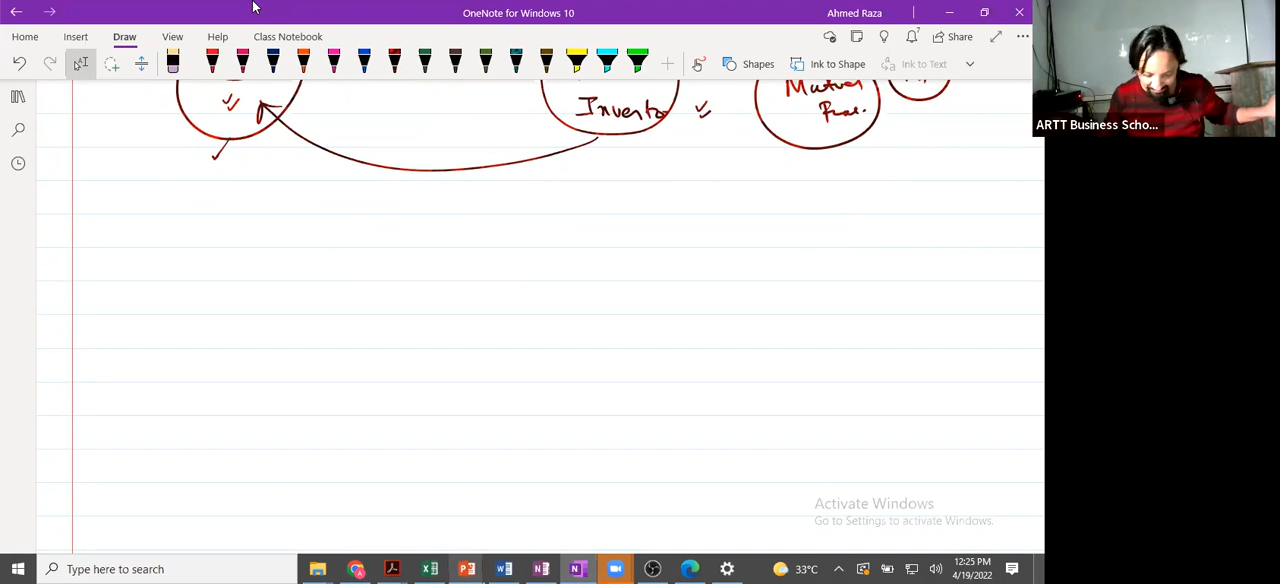 OneNote for Windows 10
Ahmed Raza
Home
Insert
Draw
View
Help
Class Notebook
Share
Shapes
Ink to Shape
Ink to Text
ARTT Business Scho...
Mutual
Inventor
Activate Windows
Go to Settings to activate Windows.
Type here to search
33°C
12:25 PM
4/19/2022